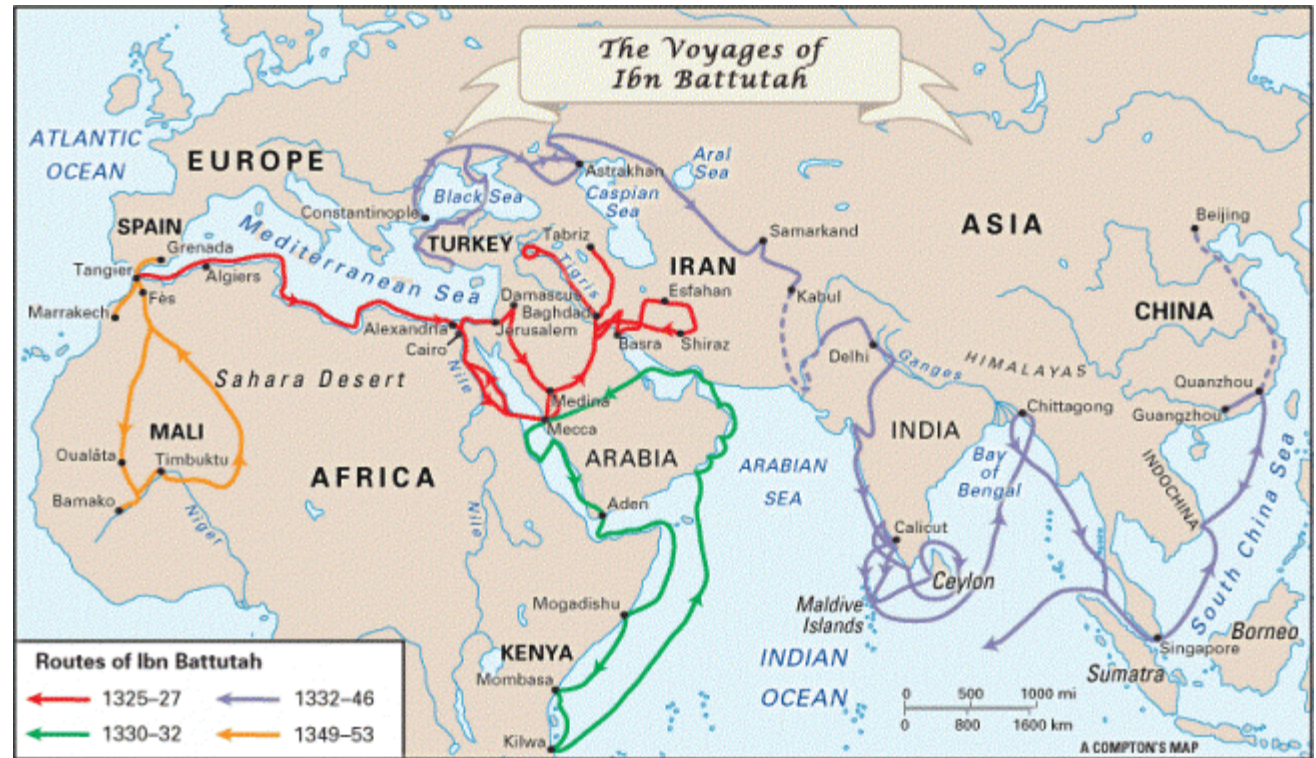 The Voyages of
Ibn Battutah
ATLANTIC
OCEAN
EUROPE
Aral
Sea
Astrakhan
Caspian
Sea
Black Sea
Constantinople
ASIA
Beijing
SPAIN
Grenada
Mediterranean Sea
TURKEY
Tabriz
Samarkand
Tangier
Algiers
Tigris
IRAN
Esfahan
Fès
Marrakech
Damascus
Baghdad
Kabul
CHINA
Alexandria
Jerusalem
Cairo
Basra
Shiraz
Delhi
Ganges
HIMALAYAS
Nile
Sahara Desert
Quanzhou
Medina
Guangzhou
Chittagong
Mecca
MALI
INDIA
Oualâta
Timbuktu
ARABIA
Bay
of
Bengal
ARABIAN
SEA
AFRICA
INDOCHINA
South China Sea
Bamako
Niger
Nile
Aden
Calicut
Ceylon
Mogadishu
Maldive
Islands
Singapore
Borneo
Sumatra
KENYA
Mombasa
INDIAN
OCEAN
Kilwa
Routes of Ibn Battutah
1325–27
1332–46
1330–32
1349–53
0 500 1000 mi
0 800 1600 km
A COMPTON'S MAP